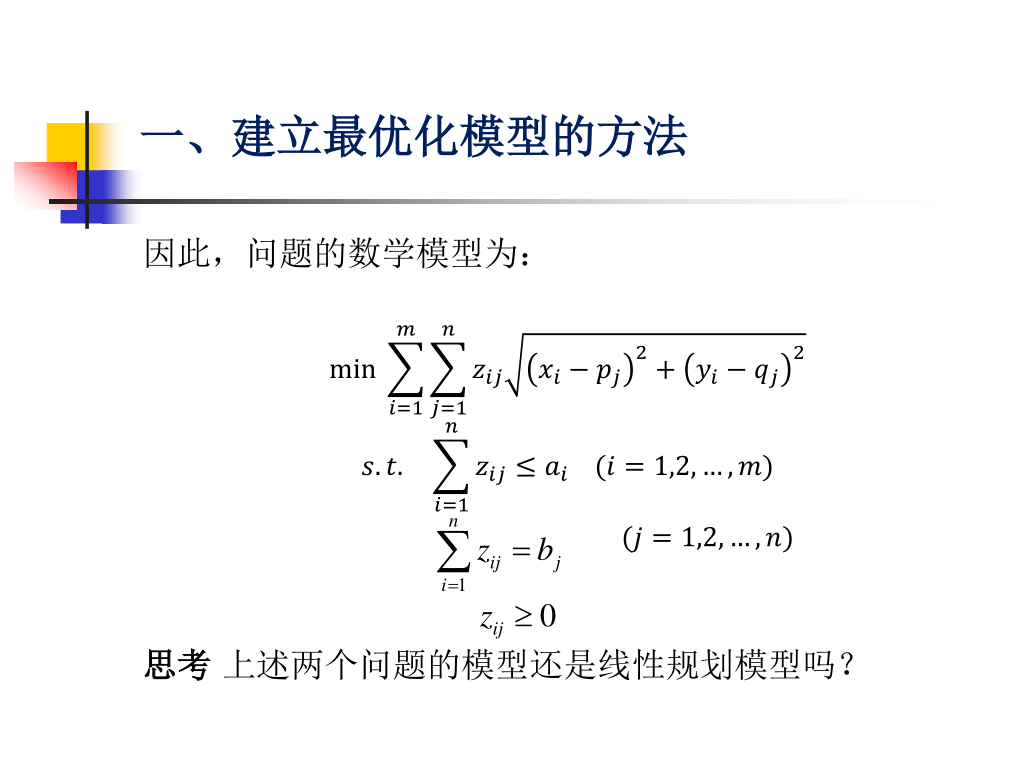 一、建立最优化模型的方法
因此，问题的数学模型为：
min ∑_{i=1}^{m} ∑_{j=1}^{n} z_{ij} √((x_i − p_j)^2 + (y_i − q_j)^2)
s.t. ∑_{i=1}^{n} z_{ij} ≤ a_i (i = 1,2, … , m)
∑_{i=1}^{n} z_{ij} = b_j (j = 1,2, … , n)
z_{ij} ≥ 0
思考 上述两个问题的模型还是线性规划模型吗？